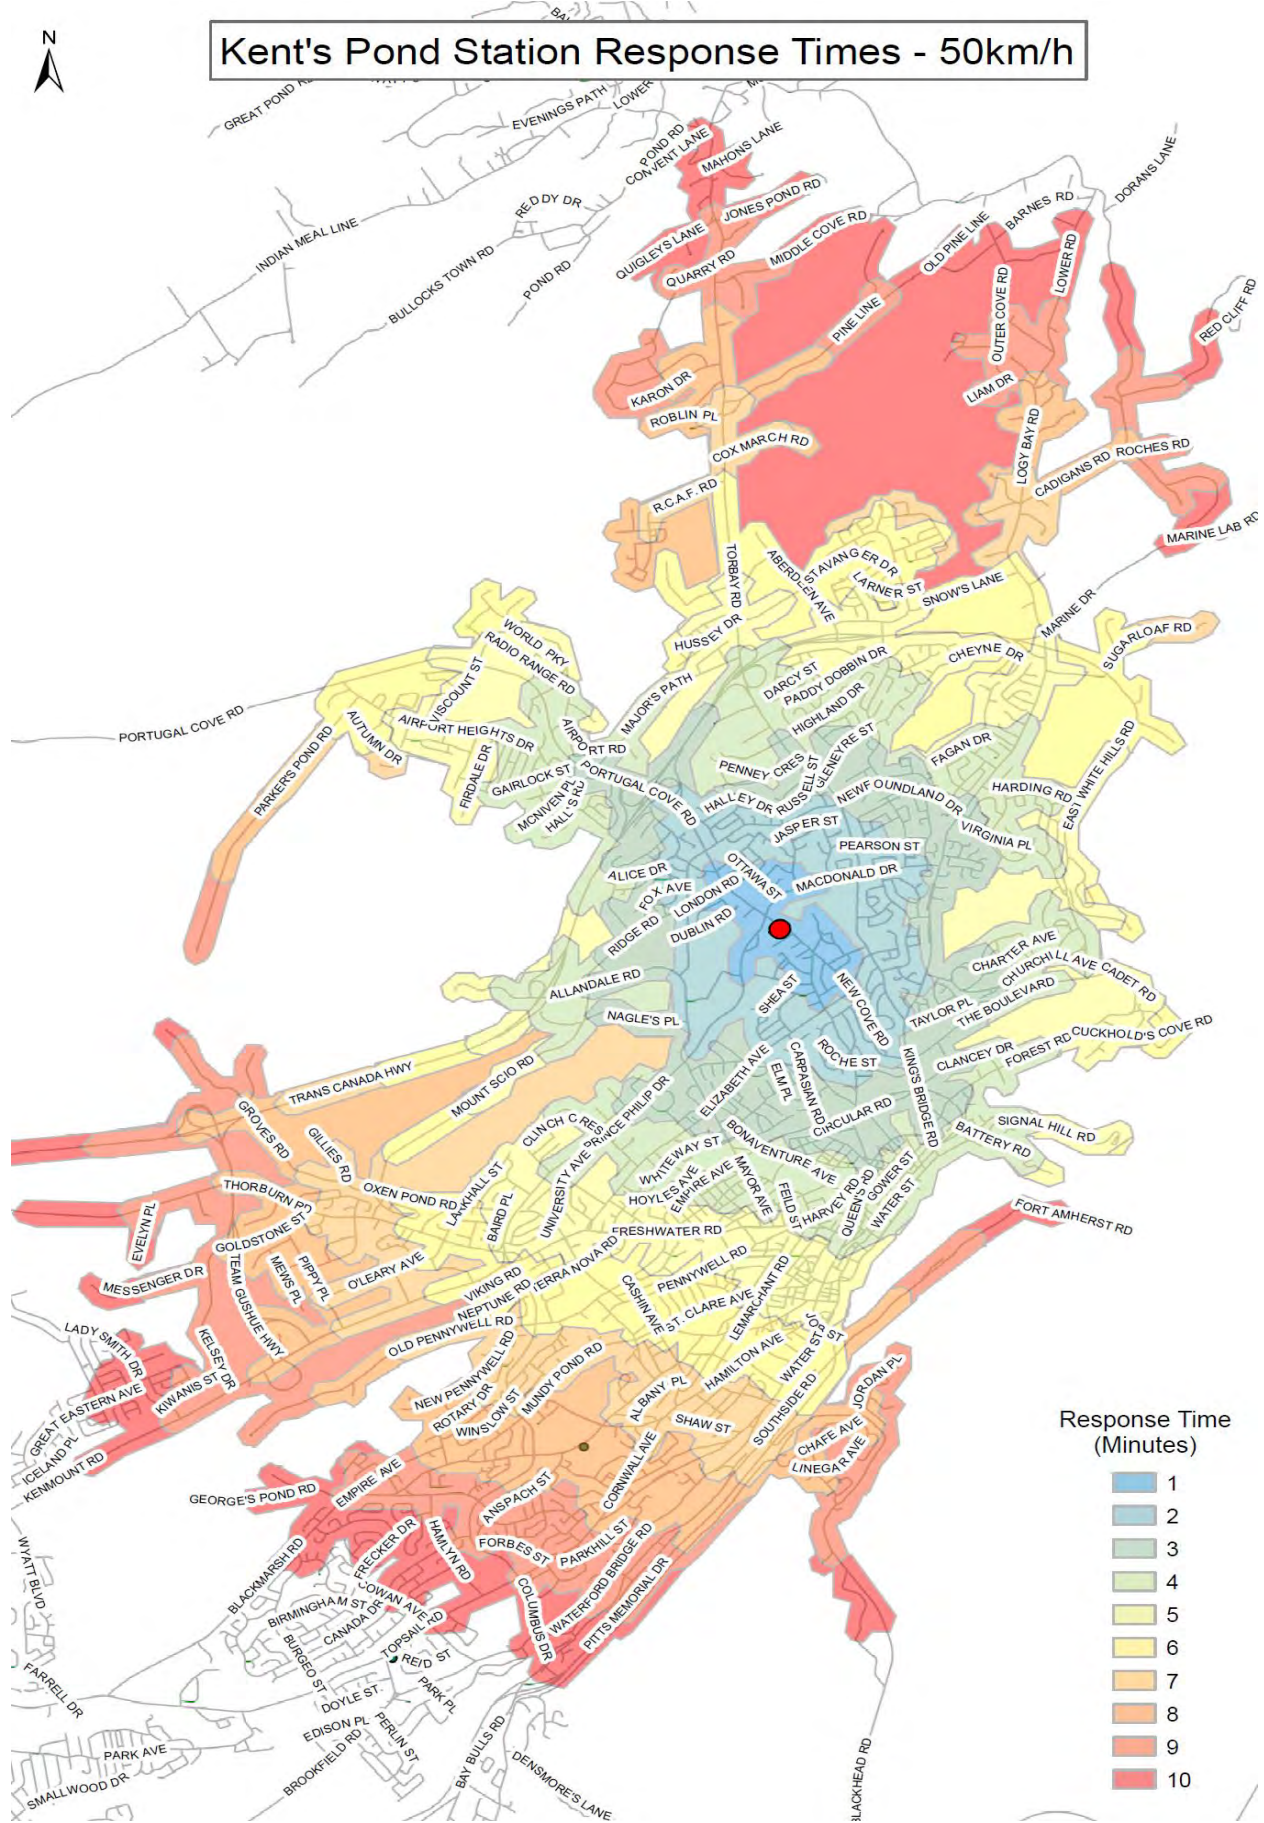 N
Kent's Pond Station Response Times - 50km/h
GREAT POND RD
EVENINGS PATH
LOWER
POND RD
CONVENT LANE
MAHONS LANE
DORANS LANE
REDDY DR
JONES POND RD
BARNES RD
INDIAN MEAL LINE
QUIGLEYS LANE
MIDDLE COVE RD
OLD PINE LINE
BULLOCKS TOWN RD
POND RD
QUARRY RD
LOWER RD
OUTER COVE RD
PINE LINE
RED CLIFF RD
KARON DR
LIAM DR
ROBLIN PL
COX MARCH RD
LOGY BAY RD
CADIGANS RD
ROCHES RD
R.C.A.F. RD
MARINE LAB RD
TORBAY RD
ABERDEEN AVE
STAVANGER DR
LARNER ST
SNOW'S LANE
MARINE DR
WORLD PKY
HUSSEY DR
SUGARLOAF RD
RADIO RANGE RD
CHEYNE DR
VISCOUNT ST
DARCY ST
PADDY DOBBIN DR
MAJOR'S PATH
HIGHLAND DR
PORTUGAL COVE RD
AUTUMN DR
AIRPORT HEIGHTS DR
AIRPORT RD
GLENEYRE ST
FAGAN DR
EAST WHITE HILLS RD
PARKER'S POND RD
FIRDALE DR
GAIRLOCK ST
PORTUGAL COVE RD
PENNEY CRES
RUSSELL ST
NEWFOUNDLAND DR
HARDING RD
MCNIVEN PL
HALL'S RD
HALLEY DR
JASPER ST
VIRGINIA PL
PEARSON ST
ALICE DR
OTTAWA ST
MACDONALD DR
FOX AVE
LONDON RD
RIDGE RD
DUBLIN RD
CHARTER AVE
CHURCHILL AVE
CADET RD
ALLANDALE RD
SHEA ST
NEW COVE RD
THE BOULEVARD
TAYLOR PL
NAGLE'S PL
CUCKHOLD'S COVE RD
ROCHE ST
FOREST RD
CLANCEY DR
TRANS CANADA HWY
MOUNT SCIO RD
ELIZABETH AVE
ELM PL
CARPASIAN RD
KING'S BRIDGE RD
GROVES RD
GILLIES RD
CLINCH CRES
PRINCE PHILIP DR
CIRCULAR RD
SIGNAL HILL RD
BATTERY RD
WHITEWAY ST
BONAVENTURE AVE
THORBURN RD
OXEN POND RD
LARKHALL ST
UNIVERSITY AVE
HOYLES AVE
EMPIRE AVE
MAYOR AVE
FEILD ST
HARVEY RD
QUEEN'S RD
GOWER ST
WATER ST
FORT AMHERST RD
EVELYN PL
GOLDSTONE ST
BAIRD PL
FRESHWATER RD
MESSENGER DR
TEAM GUSHUE HWY
MEWS PL
PIPPY PL
O'LEARY AVE
VIKING RD
TERRA NOVA RD
PENNYWELL RD
NEPTUNE RD
CASHIN AVE
ST. CLARE AVE
LEMARCHANT RD
LADY SMITH DR
KELSEY DR
OLD PENNYWELL RD
JOB ST
WATER ST
HAMILTON AVE
NEW PENNYWELL RD
MUNDY POND RD
JORDAN PL
GREAT EASTERN AVE
KIWANIS ST
ROTARY DR
WINSLOW ST
ALBANY PL
SHAW ST
SOUTHSIDE RD
CHAFE AVE
LINEGAR AVE
ICELAND PL
KENMOUNT RD
GEORGE'S POND RD
EMPIRE AVE
ANSPACH ST
CORNWALL AVE
WYATT BLVD
BLACKMARSH RD
FRECKER DR
HAMLYN RD
FORBES ST
PARKHILL ST
WATERFORD BRIDGE RD
PITTS MEMORIAL DR
COLUMBUS DR
COWAN AVE
BIRMINGHAM ST
CANADA DR
TOPSAIL RD
BURGEO ST
REID ST
FARRELL DR
DOYLE ST
PARK PL
EDISON PL
PERLIN ST
PARK AVE
BROOKFIELD RD
BAY BULLS RD
DENSMORE'S LANE
SMALLWOOD DR
BLACKHEAD RD
Response Time
(Minutes)
1
2
3
4
5
6
7
8
9
10